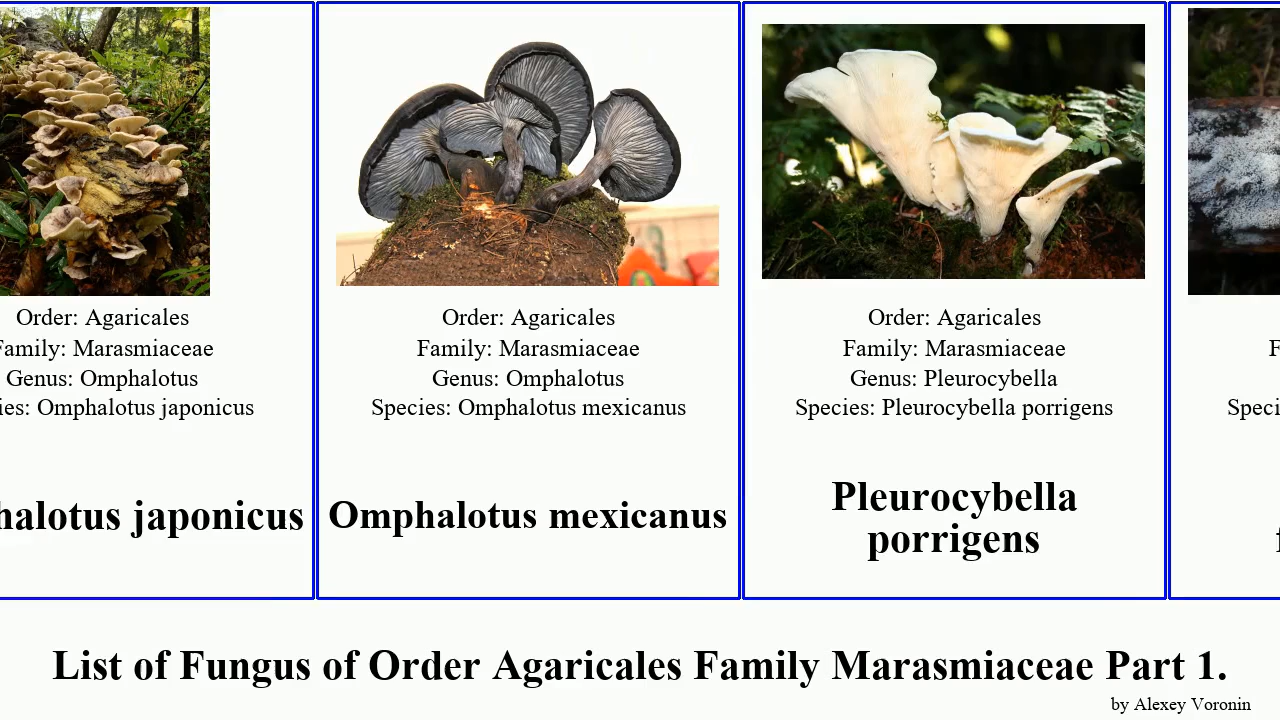 Order: Agaricales
Family: Marasmiaceae
Genus: Omphalotus
Species: Omphalotus japonicus
halotus japonicus
Order: Agaricales
Family: Marasmiaceae
Genus: Omphalotus
Species: Omphalotus mexicanus
Omphalotus mexicanus
Order: Agaricales
Family: Marasmiaceae
Genus: Pleurocybella
Species: Pleurocybella porrigens
Pleurocybella
porrigens
F
Speci
List of Fungus of Order Agaricales Family Marasmiaceae Part 1.
by Alexey Voronin